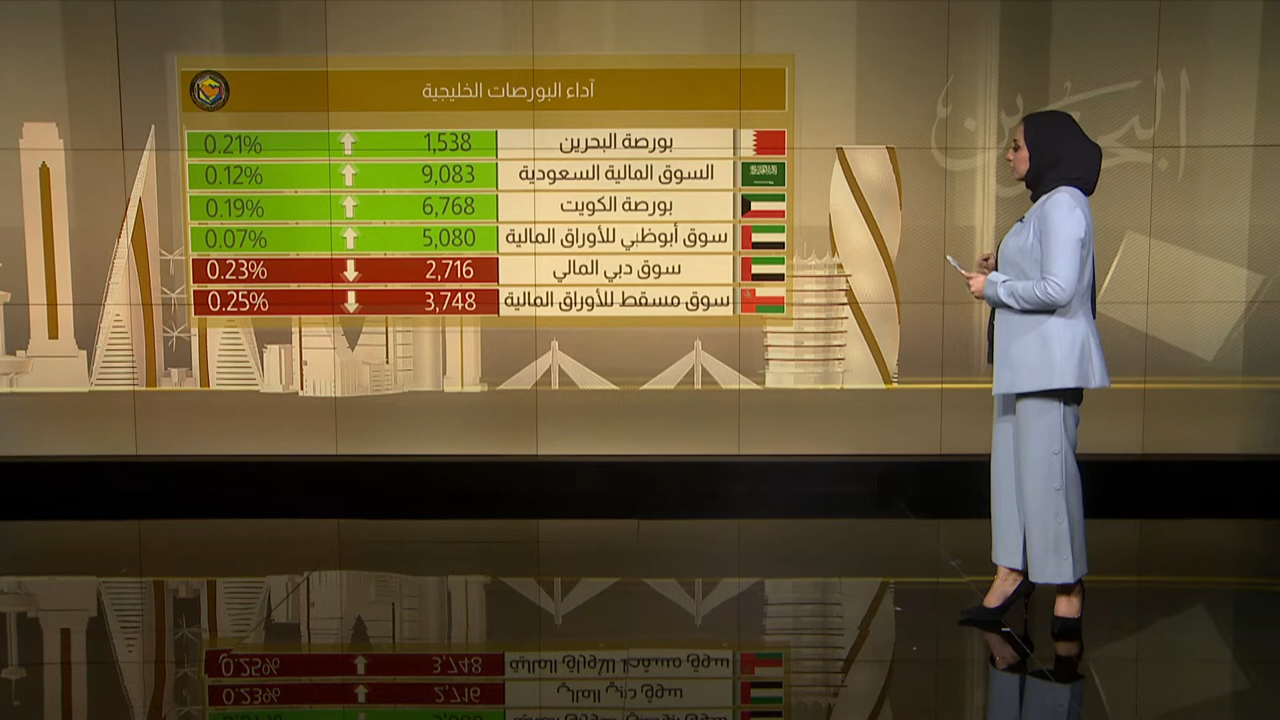 آداء البورصات الخليجية
بورصة البحرين 1,538 0.21%
السوق المالية السعودية 9,083 0.12%
بورصة الكويت 6,768 0.19%
سوق أبوظبي للأوراق المالية 5,080 0.07%
سوق دبي المالي 2,716 0.23%
سوق مسقط للأوراق المالية 3,748 0.25%
البحرين